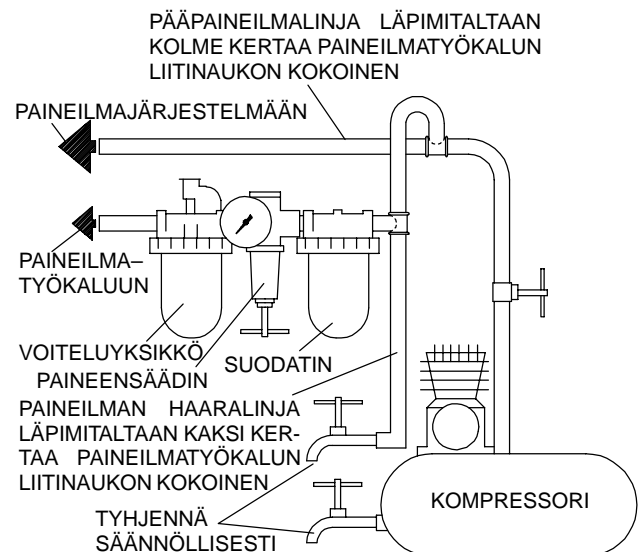 PÄÄPAINEILMALINJA LÄPIMITALTAAN
KOLME KERTAA PAINEILMATYÖKALUN
LIITINAUKON KOKOINEN
PAINEILMAJÄRJESTELMÄÄN
PAINEILMA–
TYÖKALUUN
VOITELUYKSIKKÖ
SUODATIN
PAINEENSÄÄDIN
PAINEILMAN HAARALINJA
LÄPIMITALTAAN KAKSI KER-
TAA PAINEILMATYÖKALUN
LIITINAUKON KOKOINEN
KOMPRESSORI
TYHJENNÄ
SÄÄNNÖLLISESTI